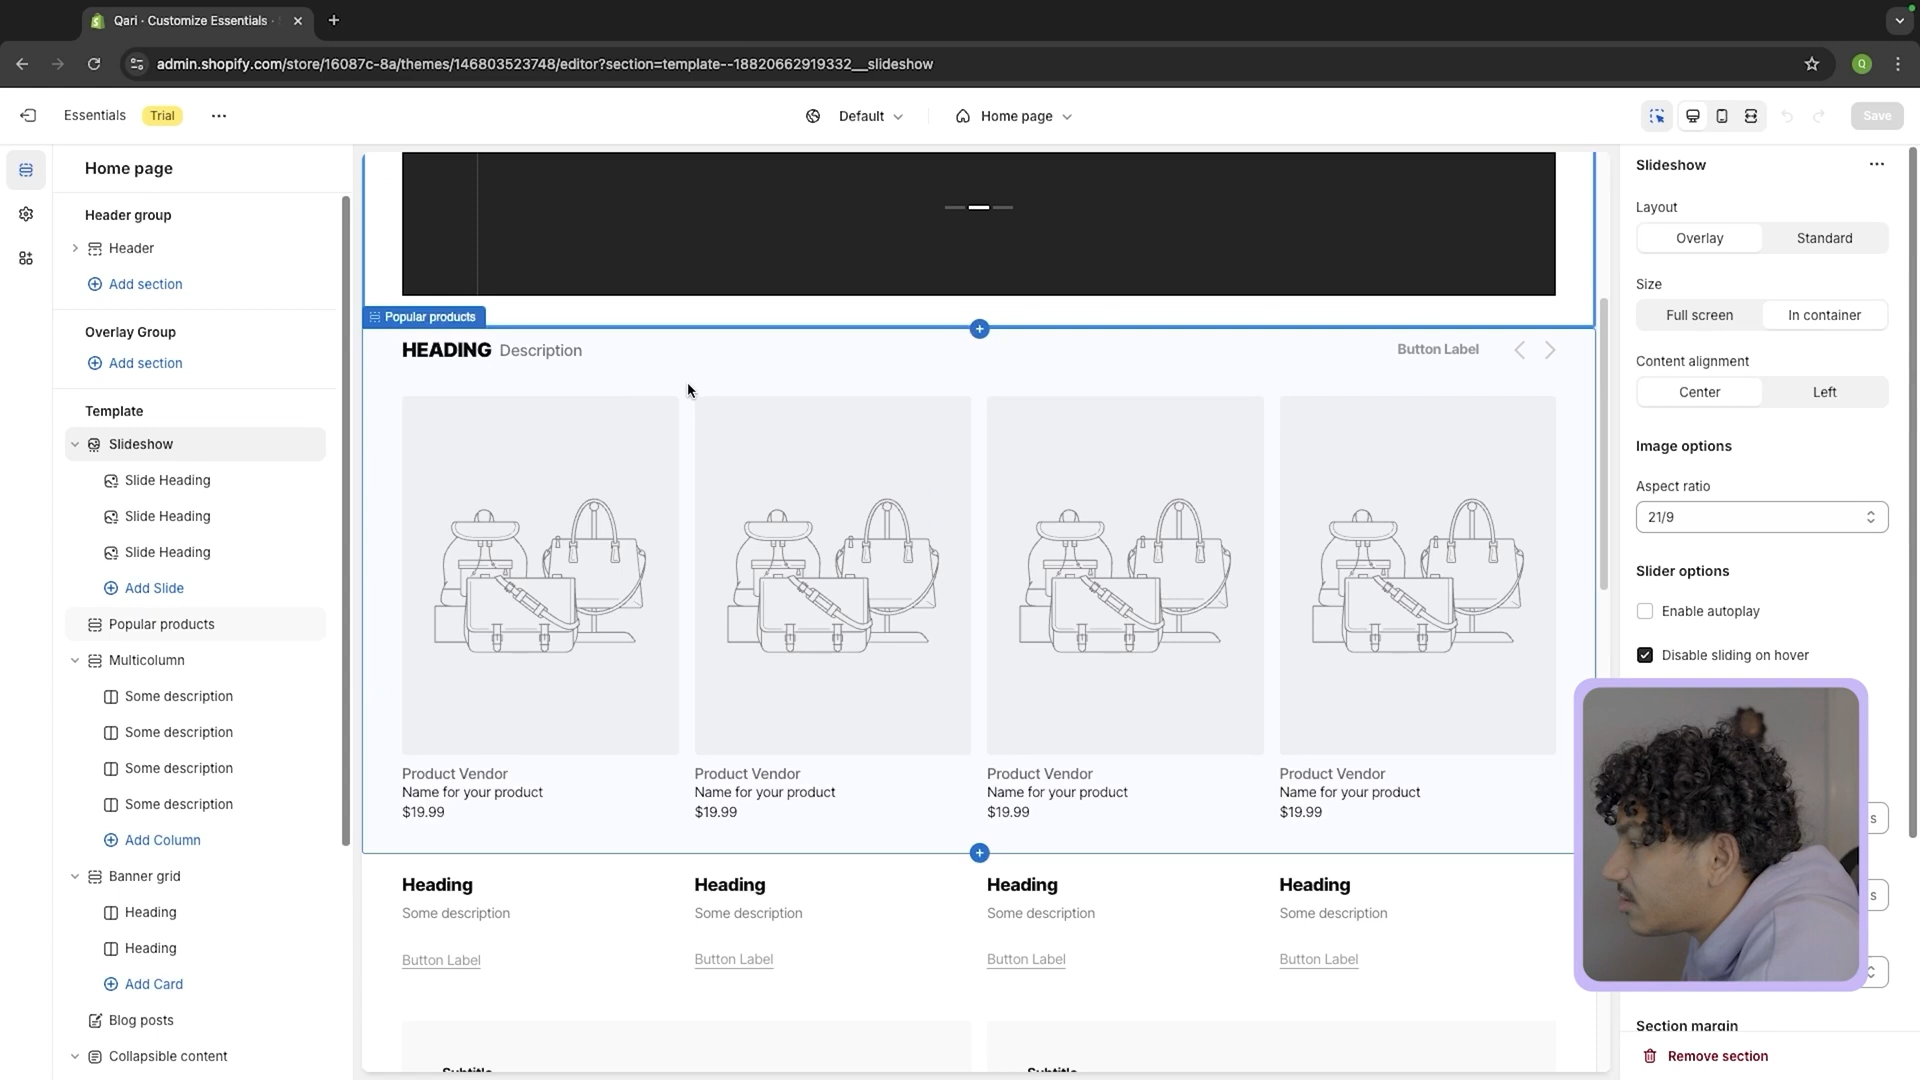 Qari · Customize Essentials ·
admin.shopify.com/store/16087c-8a/themes/146803523748/editor?section=template--18820662919332__slideshow
Q
Essentials
Trial
Default
Home page
Save
Home page
Header group
Header
Add section
Overlay Group
Add section
Template
Slideshow
Slide Heading
Slide Heading
Slide Heading
Add Slide
Popular products
Multicolumn
Some description
Some description
Some description
Some description
Add Column
Banner grid
Heading
Heading
Add Card
Blog posts
Collapsible content
Popular products
HEADING Description
Button Label
Product Vendor
Name for your product
$19.99
Product Vendor
Name for your product
$19.99
Product Vendor
Name for your product
$19.99
Product Vendor
Name for your product
$19.99
Heading
Some description
Button Label
Heading
Some description
Button Label
Heading
Some description
Button Label
Heading
Some description
Button Label
Subtitle
Subtitle
Slideshow
Layout
Overlay
Standard
Size
Full screen
In container
Content alignment
Center
Left
Image options
Aspect ratio
21/9
Slider options
Enable autoplay
Disable sliding on hover
s
s
Section margin
Remove section